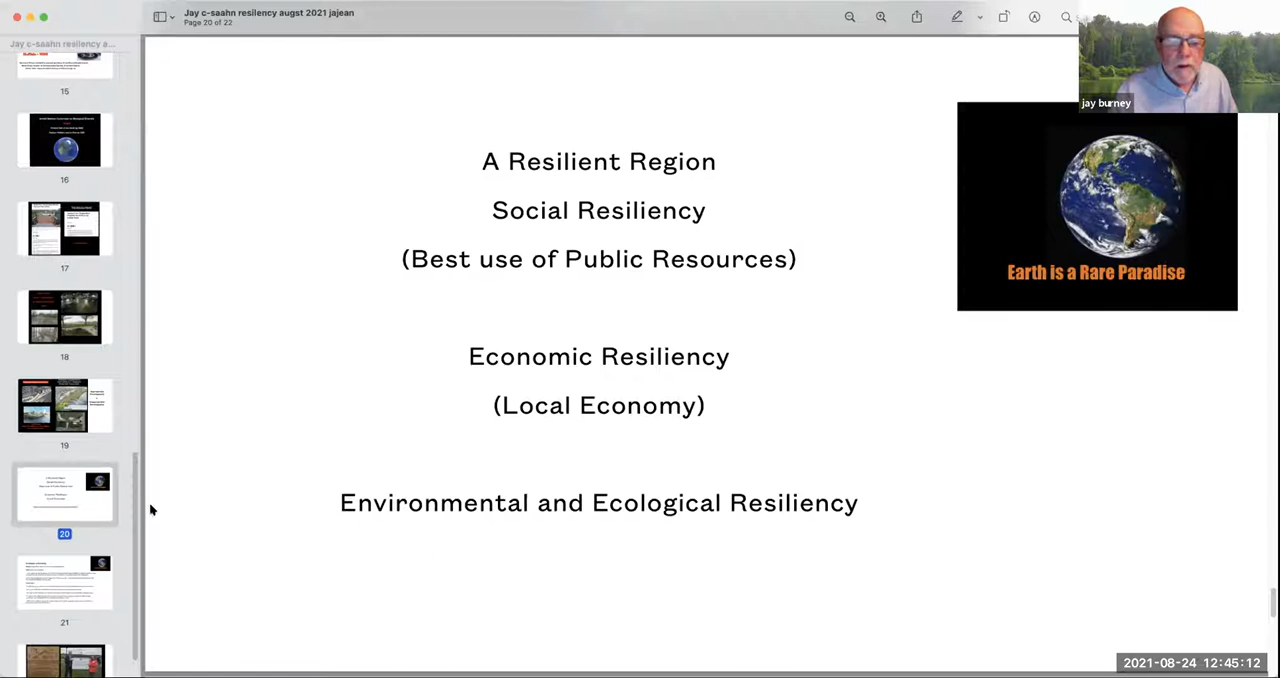 Jay c-saahn resilency augst 2021 jajean
Page 20 of 22
Jay c-saahn resilency a...
15
16
17
18
19
20
21
jay burney
A Resilient Region
Social Resiliency
(Best use of Public Resources)
Economic Resiliency
(Local Economy)
Environmental and Ecological Resiliency
Earth is a Rare Paradise
2021-08-24 12:45:12